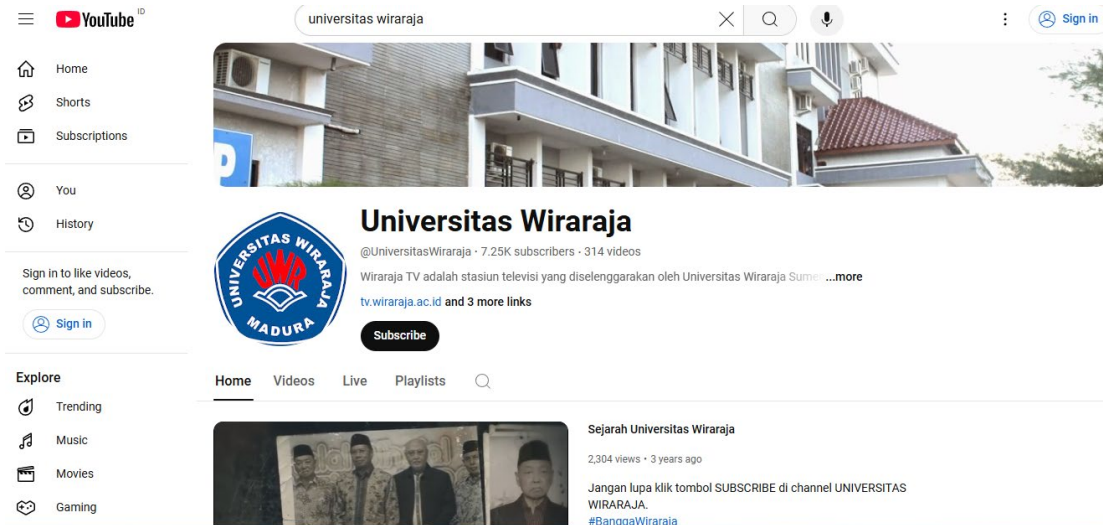 YouTube ID
universitas wiraraja
Sign in
Home
Shorts
Subscriptions
You
History
Sign in to like videos,
comment, and subscribe.
Sign in
Explore
Trending
Music
Movies
Gaming
UNIVERSITAS WIRARAJA
UWR
MADURA
Universitas Wiraraja
@UniversitasWiraraja • 7.25K subscribers • 314 videos
Wiraraja TV adalah stasiun televisi yang diselenggarakan oleh Universitas Wiraraja Sume ...more
tv.wiraraja.ac.id and 3 more links
Subscribe
Home Videos Live Playlists
Sejarah Universitas Wiraraja
2,304 views • 3 years ago
Jangan lupa klik tombol SUBSCRIBE di channel UNIVERSITAS
WIRARAJA.
#BanggaWiraraja